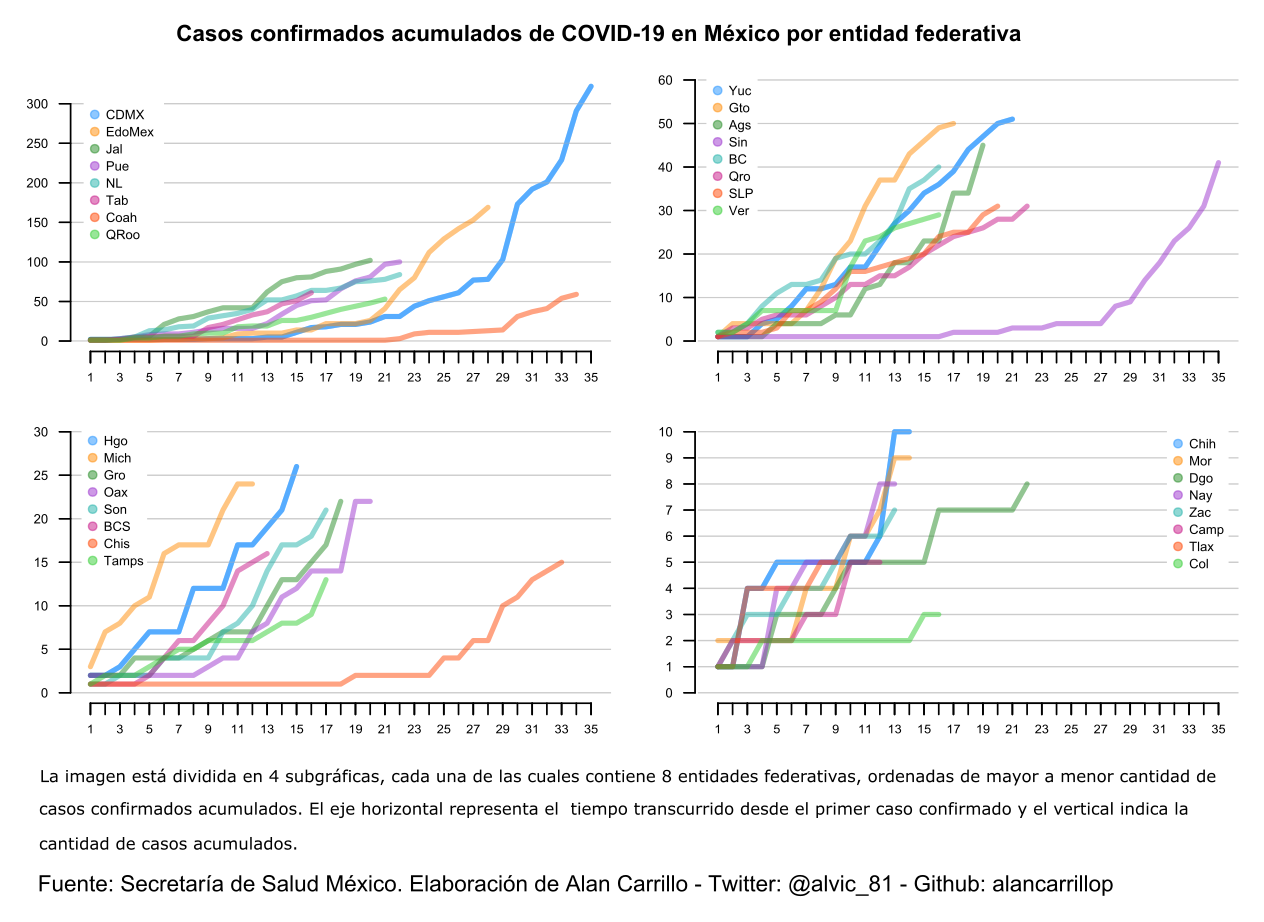 Casos confirmados acumulados de COVID-19 en México por entidad federativa
300
250
200
150
100
50
0
CDMX
EdoMex
Jal
Pue
NL
Tab
Coah
QRoo
1 3 5 7 9 11 13 15 17 19 21 23 25 27 29 31 33 35
60
50
40
30
20
10
0
Yuc
Gto
Ags
Sin
BC
Qro
SLP
Ver
1 3 5 7 9 11 13 15 17 19 21 23 25 27 29 31 33 35
30
25
20
15
10
5
0
Hgo
Mich
Gro
Oax
Son
BCS
Chis
Tamps
1 3 5 7 9 11 13 15 17 19 21 23 25 27 29 31 33 35
10
9
8
7
6
5
4
3
2
1
0
Chih
Mor
Dgo
Nay
Zac
Camp
Tlax
Col
1 3 5 7 9 11 13 15 17 19 21 23 25 27 29 31 33 35
La imagen está dividida en 4 subgráficas, cada una de las cuales contiene 8 entidades federativas, ordenadas de mayor a menor cantidad de
casos confirmados acumulados. El eje horizontal representa el  tiempo transcurrido desde el primer caso confirmado y el vertical indica la
cantidad de casos acumulados.
Fuente: Secretaría de Salud México. Elaboración de Alan Carrillo - Twitter: @alvic_81 - Github: alancarrillop